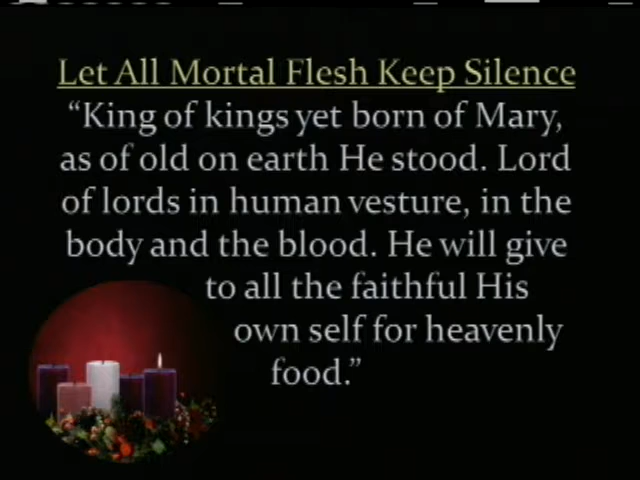 Let All Mortal Flesh Keep Silence
“King of kings yet born of Mary,
as of old on earth He stood. Lord
of lords in human vesture, in the
body and the blood. He will give
to all the faithful His
own self for heavenly
food.”